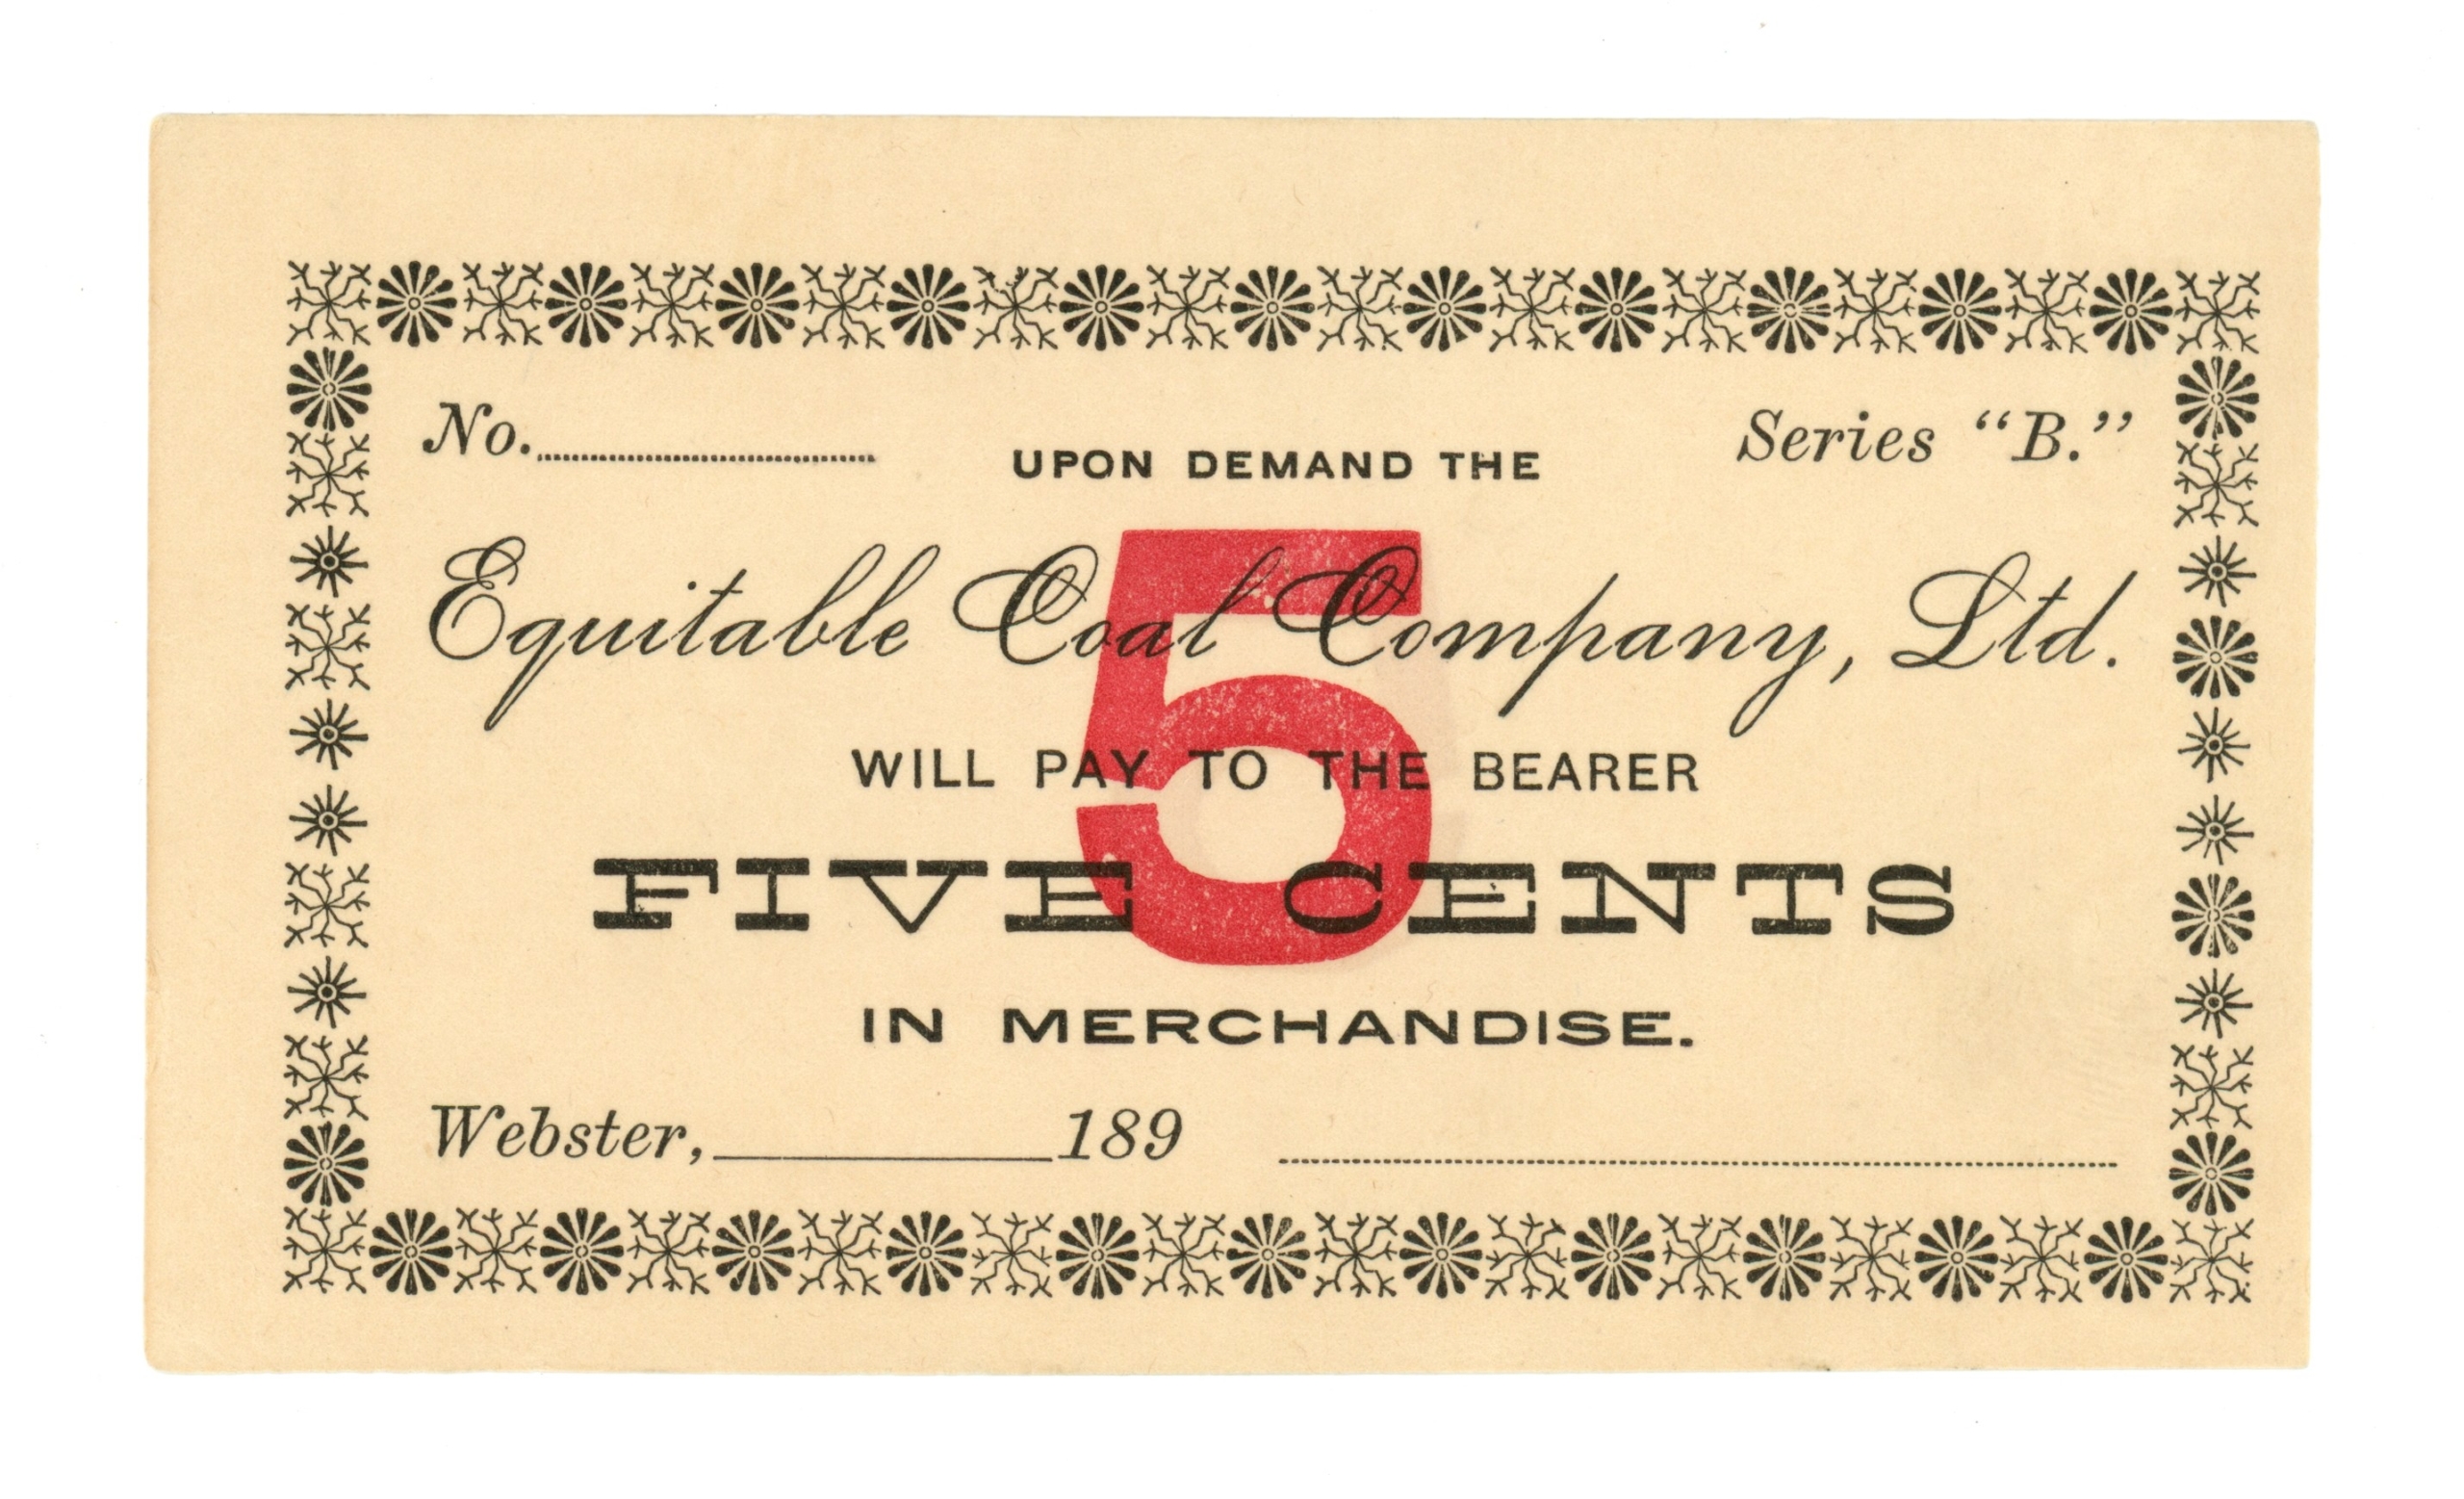 No.
Series “B.”
UPON DEMAND THE
Equitable Coal Company, Ltd.
5
WILL PAY TO THE BEARER
FIVE CENTS
IN MERCHANDISE.
Webster, 189